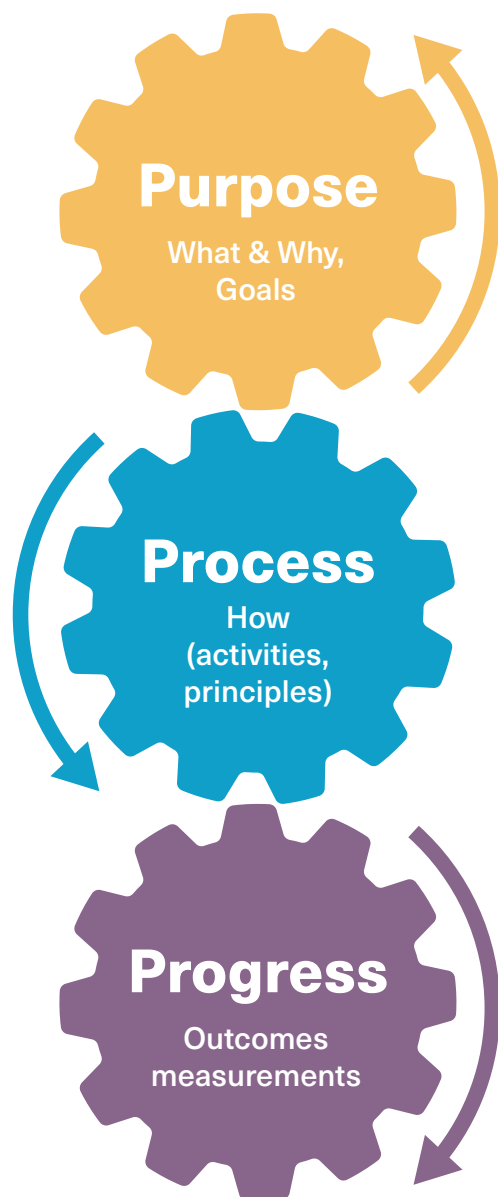 Purpose
What & Why,
Goals
Process
How
(activities,
principles)
Progress
Outcomes
measurements